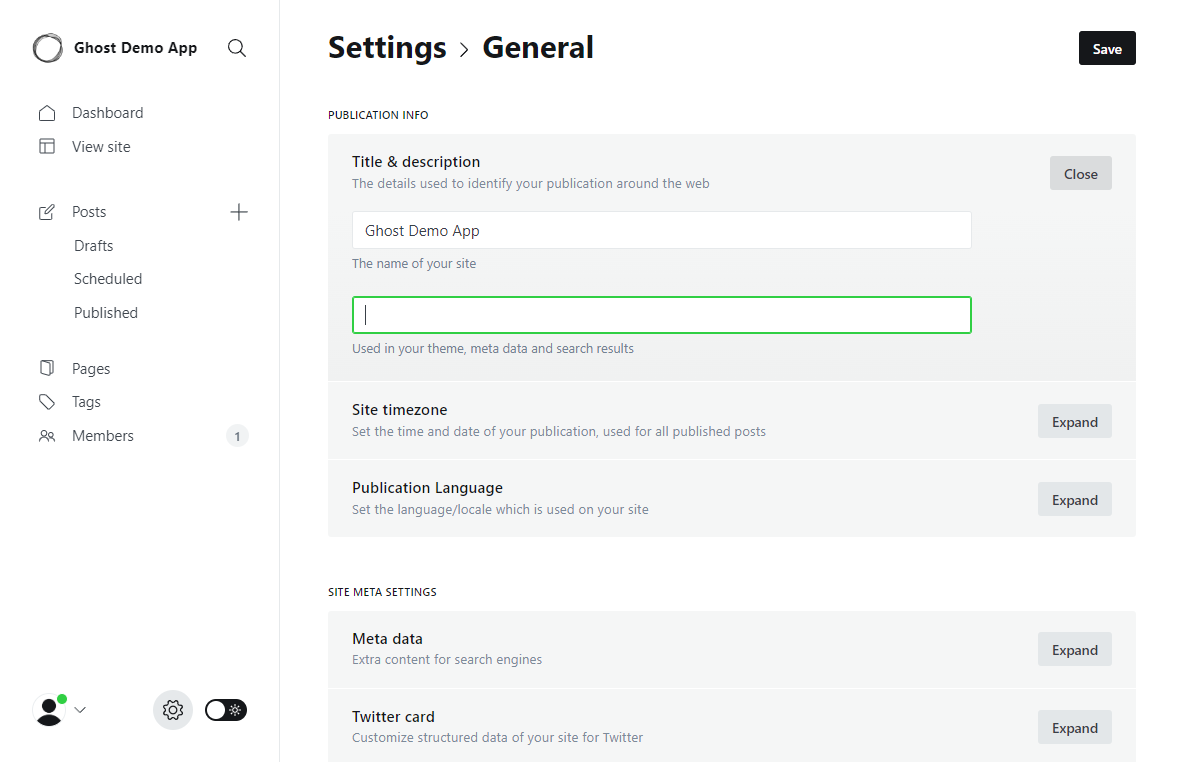 Ghost Demo App
Dashboard
View site
Posts
Drafts
Scheduled
Published
Pages
Tags
Members 1
Settings > General
Save
PUBLICATION INFO
Title & description
The details used to identify your publication around the web
Close
Ghost Demo App
The name of your site
Used in your theme, meta data and search results
Site timezone
Set the time and date of your publication, used for all published posts
Expand
Publication Language
Set the language/locale which is used on your site
Expand
SITE META SETTINGS
Meta data
Extra content for search engines
Expand
Twitter card
Customize structured data of your site for Twitter
Expand